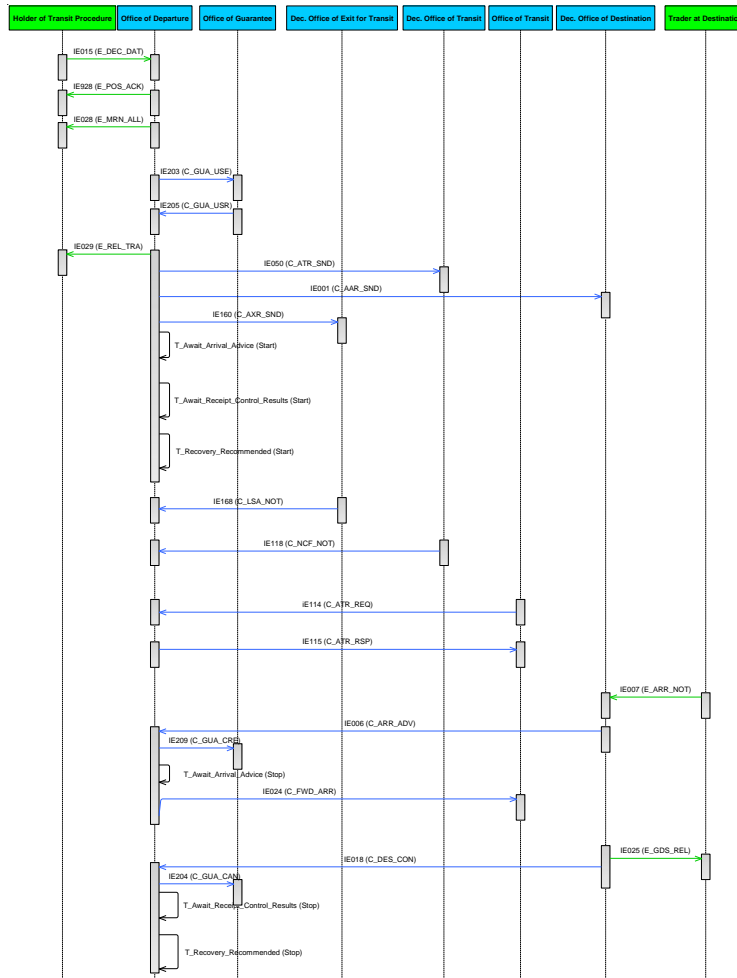 Holder of Transit Procedure
Office of Departure
Office of Guarantee
Dec. Office of Exit for Transit
Dec. Office of Transit
Office of Transit
Dec. Office of Destination
Trader at Destinatio
IE015 (E_DEC_DAT)
IE928 (E_POS_ACK)
IE028 (E_MRN_ALL)
IE203 (C_GUA_USE)
IE205 (C_GUA_USR)
IE029 (E_REL_TRA)
IE050 (C_ATR_SND)
IE001 (C_AAR_SND)
IE160 (C_AXR_SND)
T_Await_Arrival_Advice (Start)
T_Await_Receipt_Control_Results (Start)
T_Recovery_Recommended (Start)
IE168 (C_LSA_NOT)
IE118 (C_NCF_NOT)
iE114 (C_ATR_REQ)
IE115 (C_ATR_RSP)
IE007 (E_ARR_NOT)
IE006 (C_ARR_ADV)
IE209 (C_GUA_CRE)
T_Await_Arrival_Advice (Stop)
IE024 (C_FWD_ARR)
IE025 (E_GDS_REL)
IE018 (C_DES_CON)
IE204 (C_GUA_CAN)
T_Await_Receipt_Control_Results (Stop)
T_Recovery_Recommended (Stop)